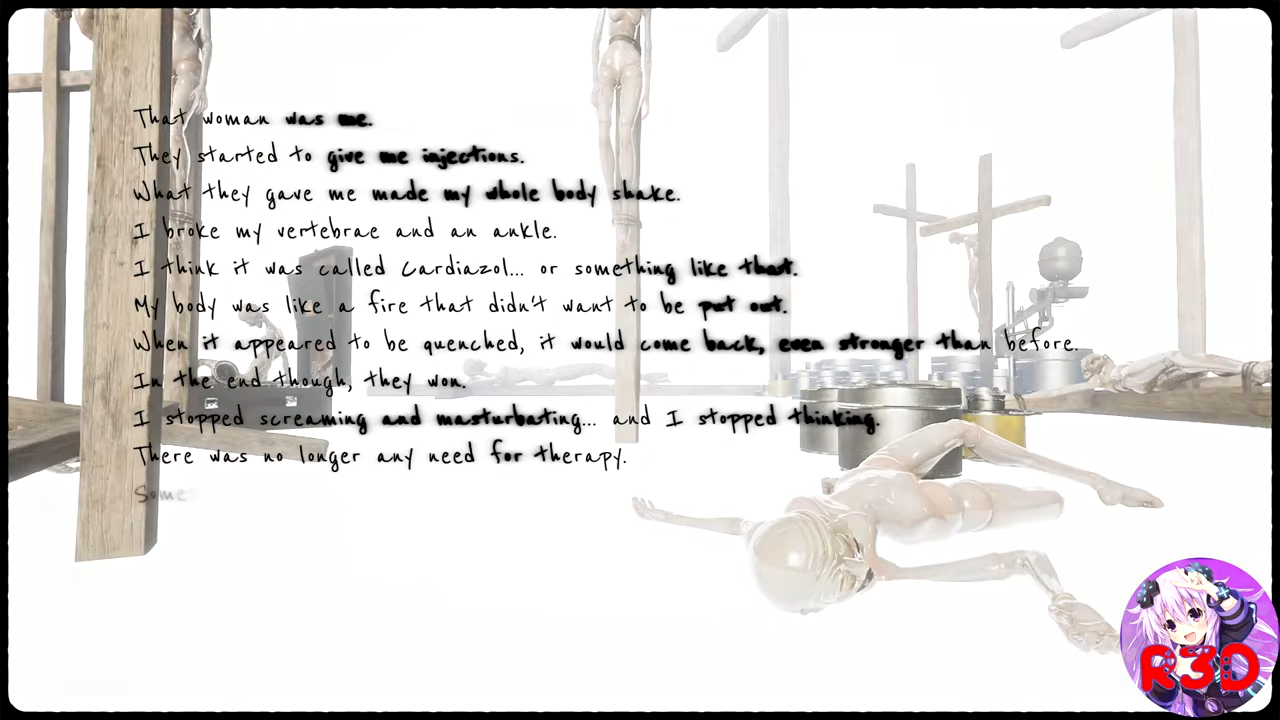 That woman was me.
They started to give me injections.
What they gave me made my whole body shake.
I broke my vertebrae and an ankle.
I think it was called Cardiazol... or something like that.
My body was like a fire that didn't want to be put out.
When it appeared to be quenched, it would come back, even stronger than before.
In the end though, they won.
I stopped screaming and masturbating... and I stopped thinking.
There was no longer any need for therapy.
Some
R3D